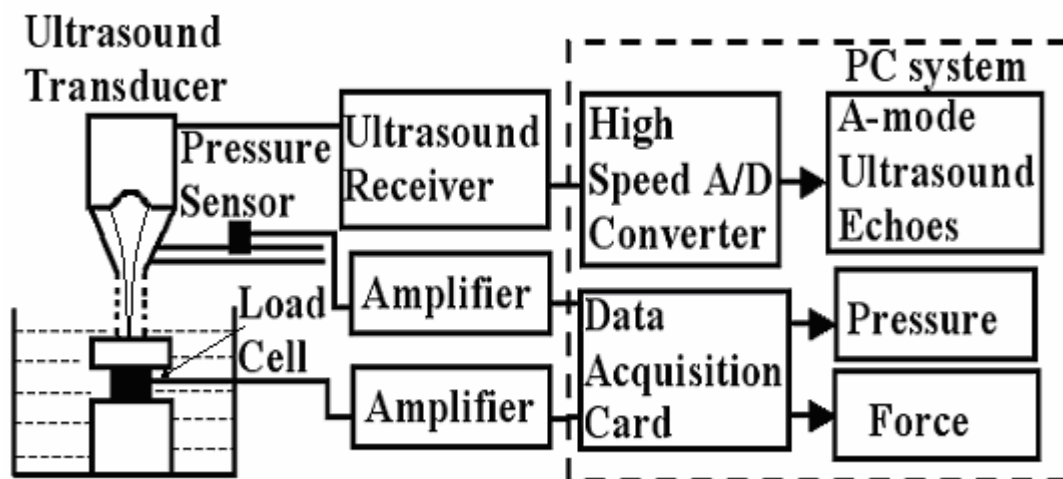 Ultrasound
Transducer
Pressure
Sensor
Load
Cell
Ultrasound
Receiver
Amplifier
Amplifier
PC system
High
Speed A/D
Converter
Data
Acquisition
Card
A-mode
Ultrasound
Echoes
Pressure
Force